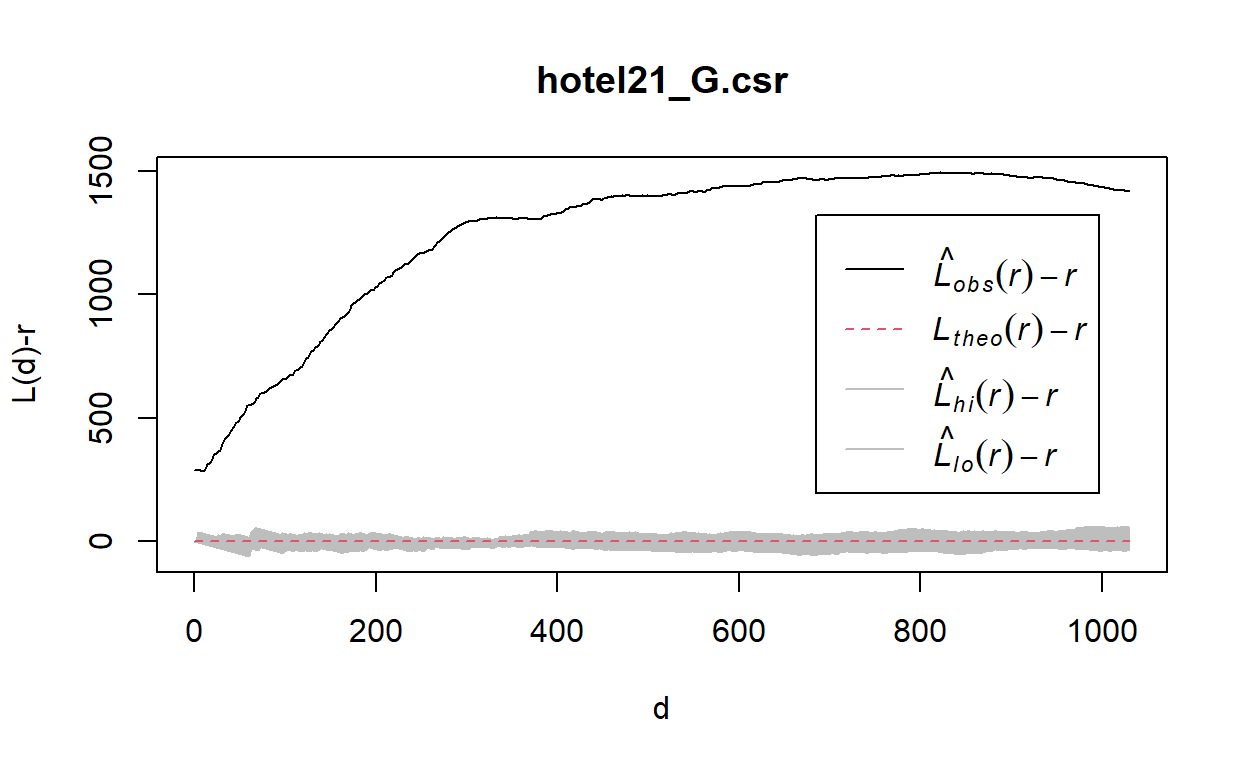 hotel21_G.csr
L(d)-r
1500
1000
500
0
L̂obs(r) − r
Ltheo(r) − r
L̂hi(r) − r
L̂lo(r) − r
0 200 400 600 800 1000
d